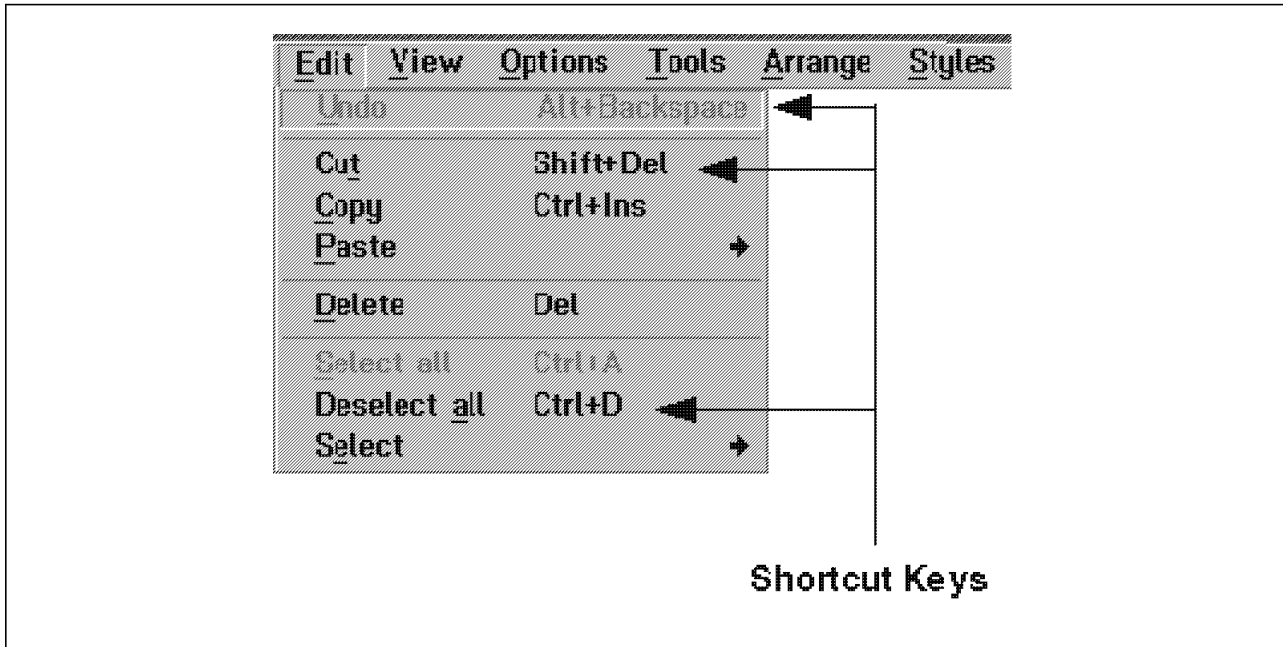 Edit View Options Tools Arrange Styles
Undo Alt+Backspace
Cut Shift+Del
Copy Ctrl+Ins
Paste
Delete Del
Select all Ctrl+A
Deselect all Ctrl+D
Select
Shortcut Keys